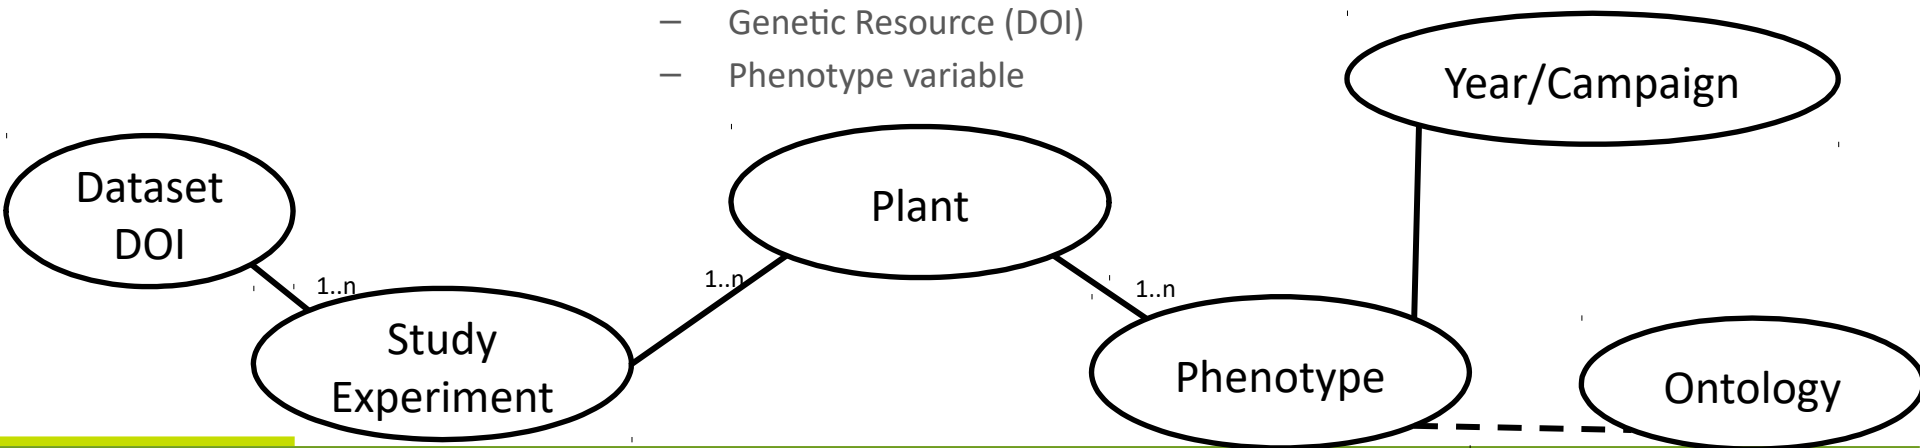 – Genetic Resource (DOI)
– Phenotype variable
Year/Campaign
Dataset
DOI
Plant
1..n
1..n
1..n
Study
Experiment
Phenotype
Ontology